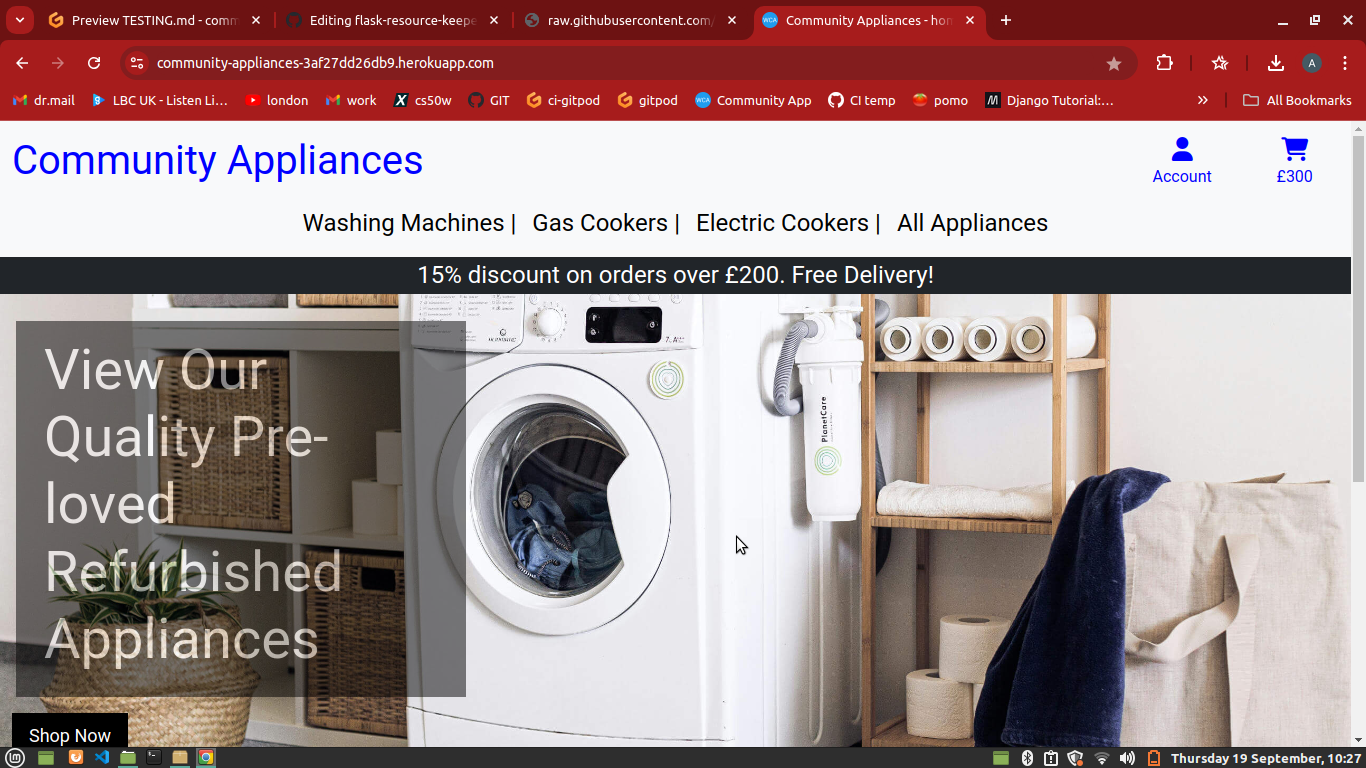 Preview TESTING.md - comm
Editing flask-resource-keepe
raw.githubusercontent.com/
WCA
Community Appliances - hom
community-appliances-3af27dd26db9.herokuapp.com
A
dr.mail
LBC UK - Listen Li…
london
work
cs50w
GIT
ci-gitpod
gitpod
WCA
Community App
CI temp
pomo
Django Tutorial:…
»
All Bookmarks
Community Appliances
Account
£300
Washing Machines |
Gas Cookers |
Electric Cookers |
All Appliances
15% discount on orders over £200. Free Delivery!
View Our
Quality Pre-
loved
Refurbished
Appliances
PlanetCare
Shop Now
Thursday 19 September, 10:27